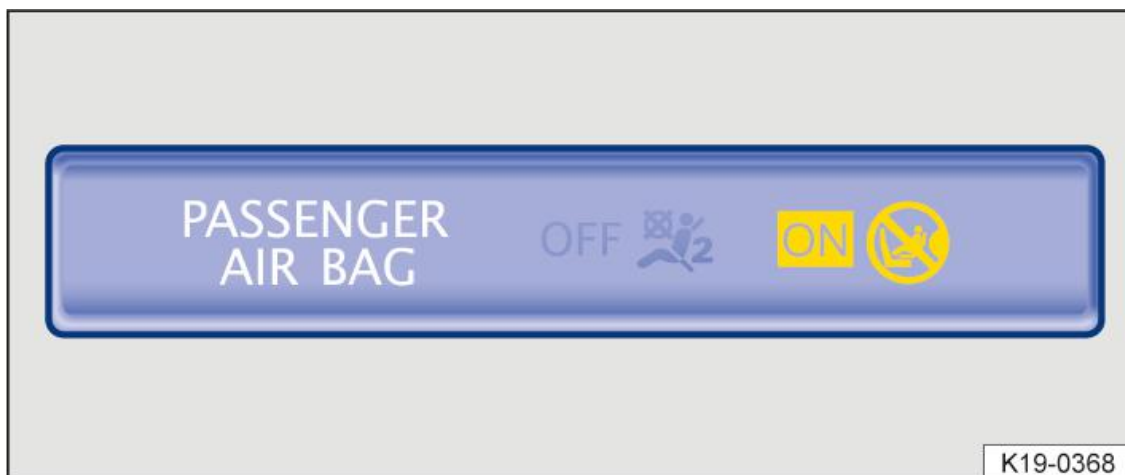 PASSENGER
AIR BAG
OFF 2
ON
K19-0368